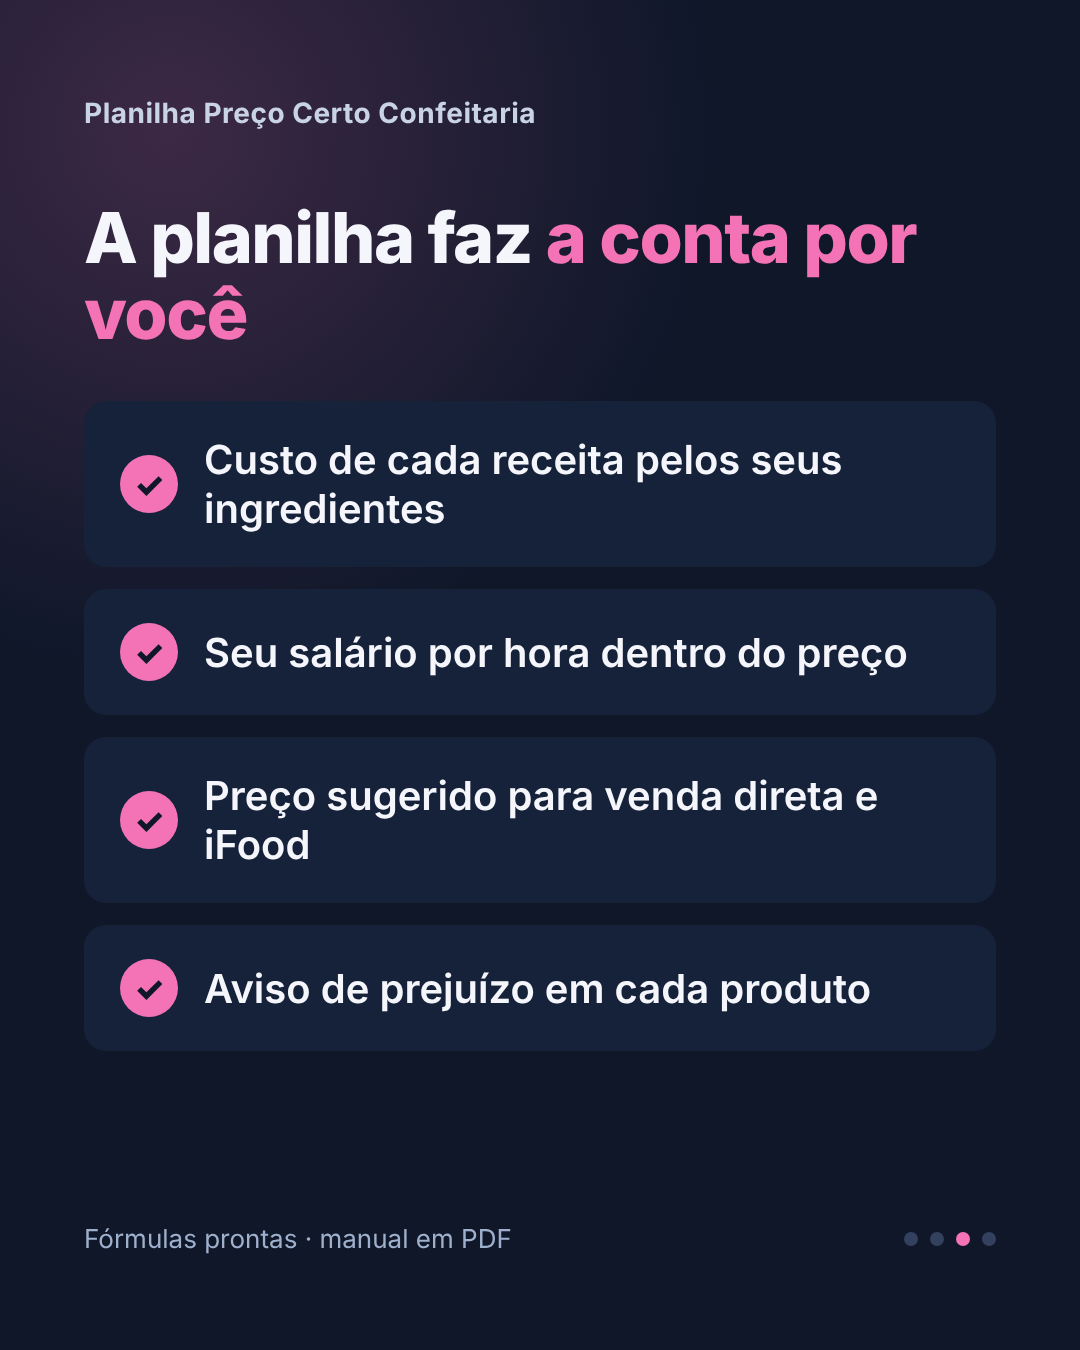 Planilha Preço Certo Confeitaria
A planilha faz a conta por
você
Custo de cada receita pelos seus
ingredientes
Seu salário por hora dentro do preço
Preço sugerido para venda direta e
iFood
Aviso de prejuízo em cada produto
Fórmulas prontas · manual em PDF